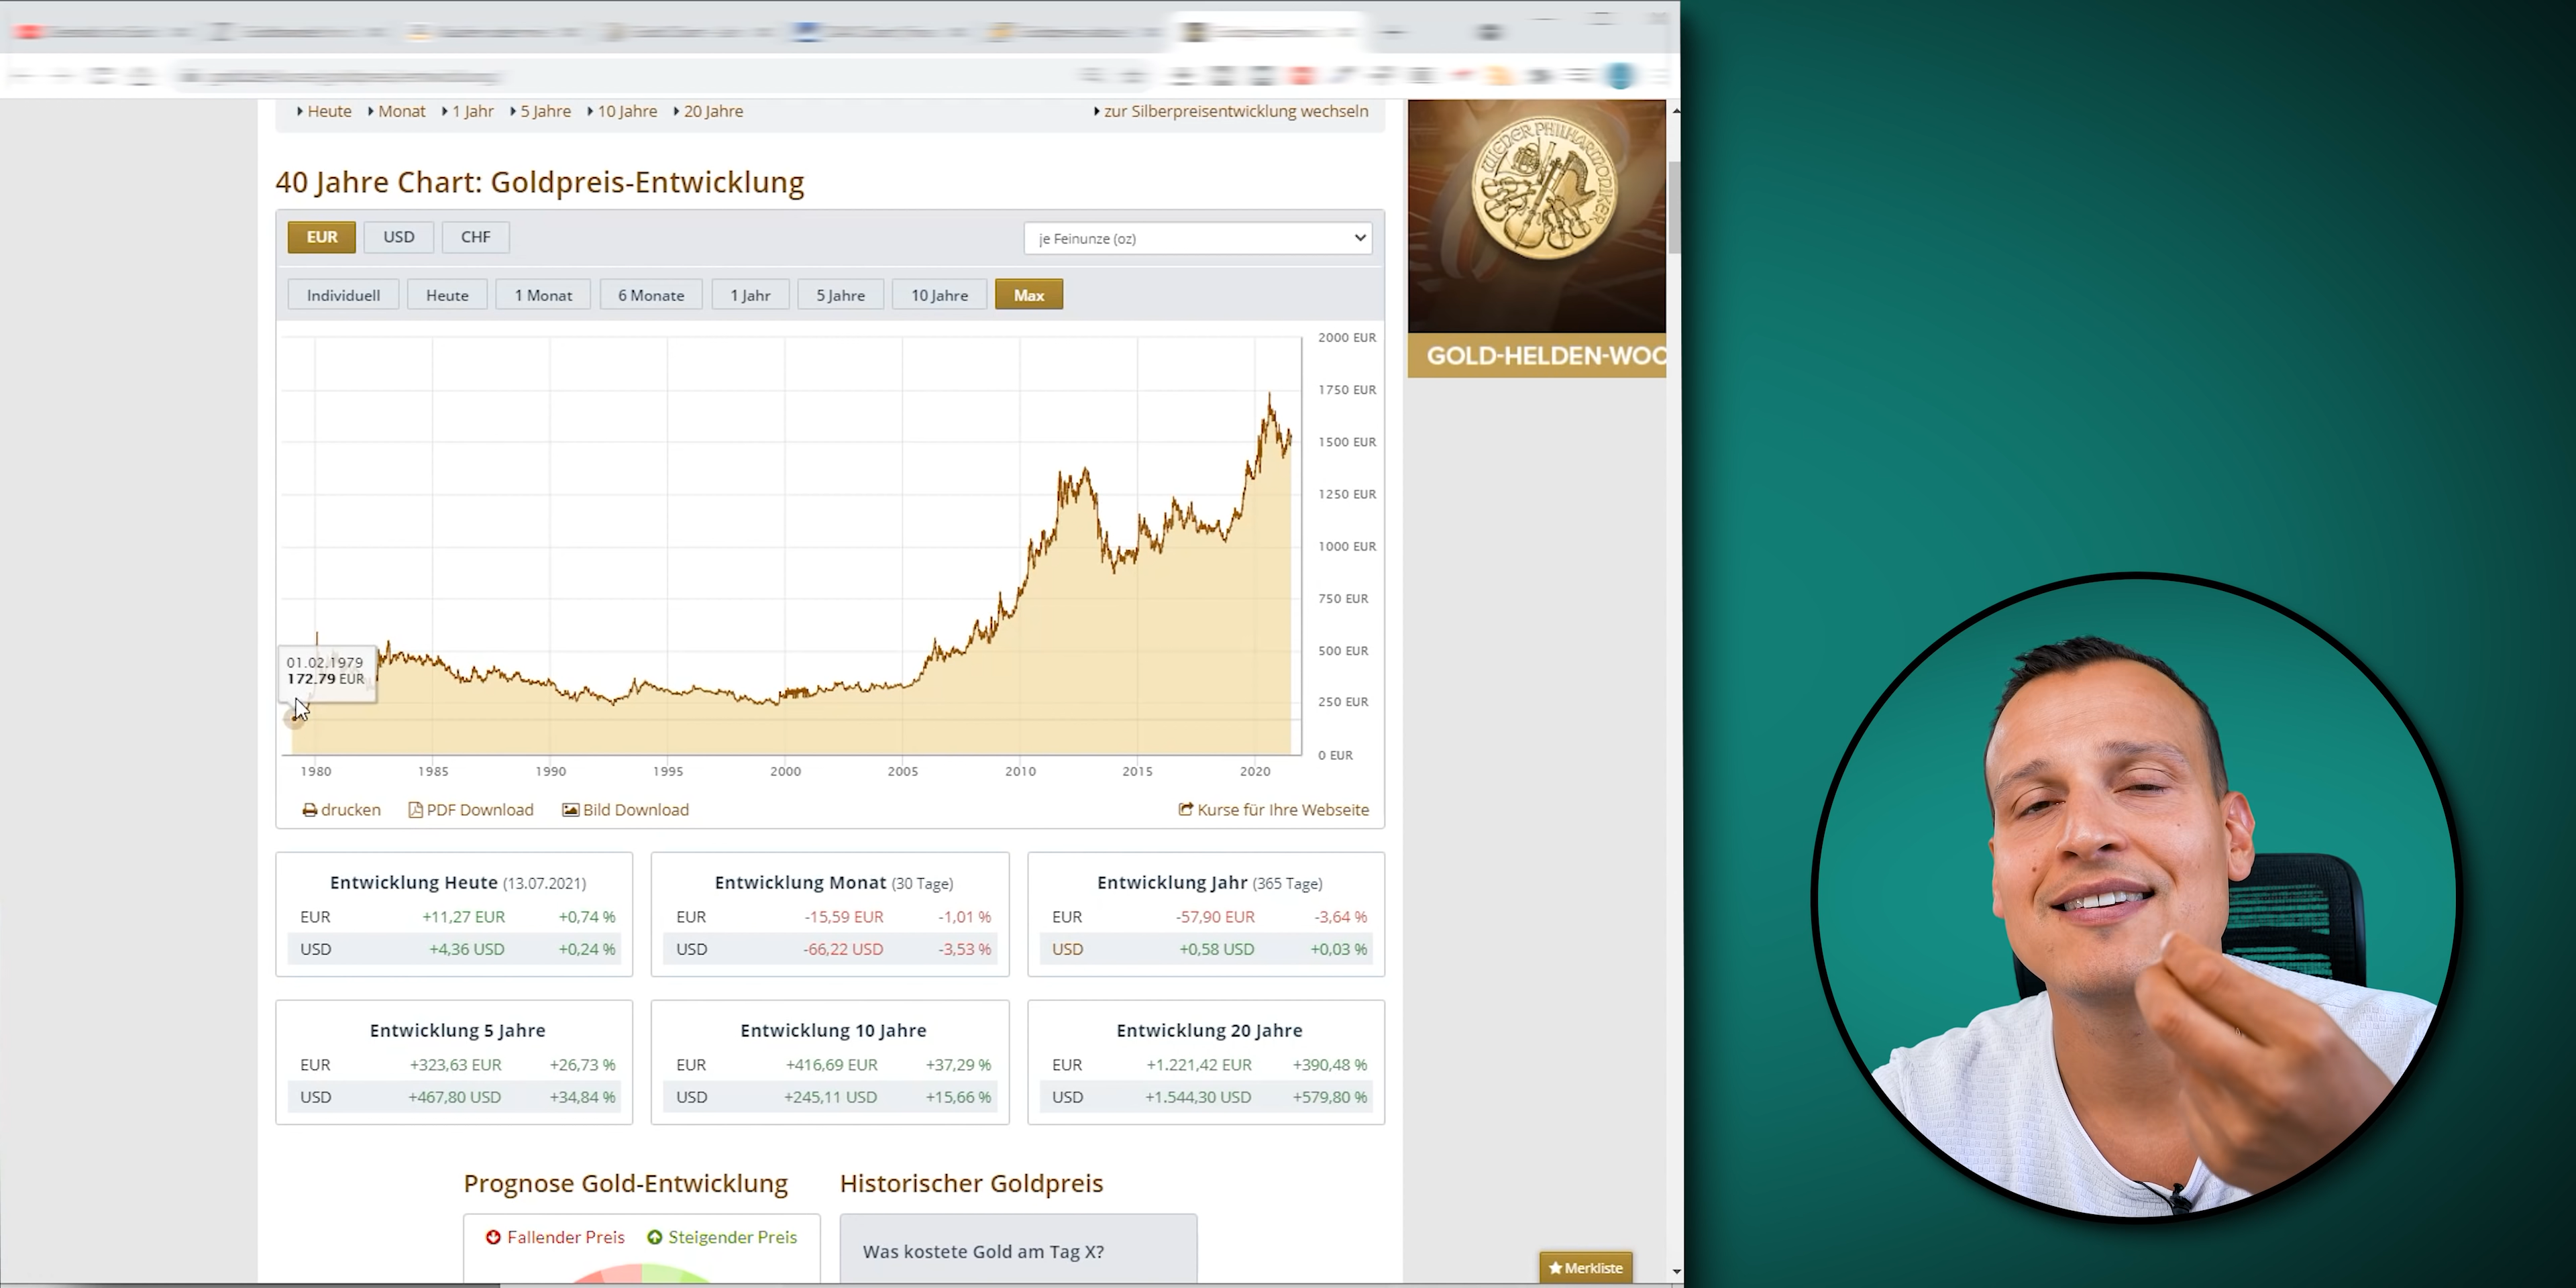 Heute Monat 1 Jahr 5 Jahre 10 Jahre 20 Jahre
zur Silberpreisentwicklung wechseln
WIENER PHILHARMONIKER
40 Jahre Chart: Goldpreis-Entwicklung
EUR USD CHF
je Feinunze (oz)
Individuell Heute 1 Monat 6 Monate 1 Jahr 5 Jahre 10 Jahre Max
GOLD-HELDEN-WOC
2000 EUR
1750 EUR
1500 EUR
1250 EUR
1000 EUR
750 EUR
500 EUR
250 EUR
0 EUR
01.02.1979
172.79 EUR
1980 1985 1990 1995 2000 2005 2010 2015 2020
drucken PDF Download Bild Download
Kurse für Ihre Webseite
Entwicklung Heute (13.07.2021)
EUR +11,27 EUR +0,74 %
USD +4,36 USD +0,24 %
Entwicklung Monat (30 Tage)
EUR -15,59 EUR -1,01 %
USD -66,22 USD -3,53 %
Entwicklung Jahr (365 Tage)
EUR -57,90 EUR -3,64 %
USD +0,58 USD +0,03 %
Entwicklung 5 Jahre
EUR +323,63 EUR +26,73 %
USD +467,80 USD +34,84 %
Entwicklung 10 Jahre
EUR +416,69 EUR +37,29 %
USD +245,11 USD +15,66 %
Entwicklung 20 Jahre
EUR +1.221,42 EUR +390,48 %
USD +1.544,30 USD +579,80 %
Prognose Gold-Entwicklung
Fallender Preis Steigender Preis
Historischer Goldpreis
Was kostete Gold am Tag X?
Merkliste